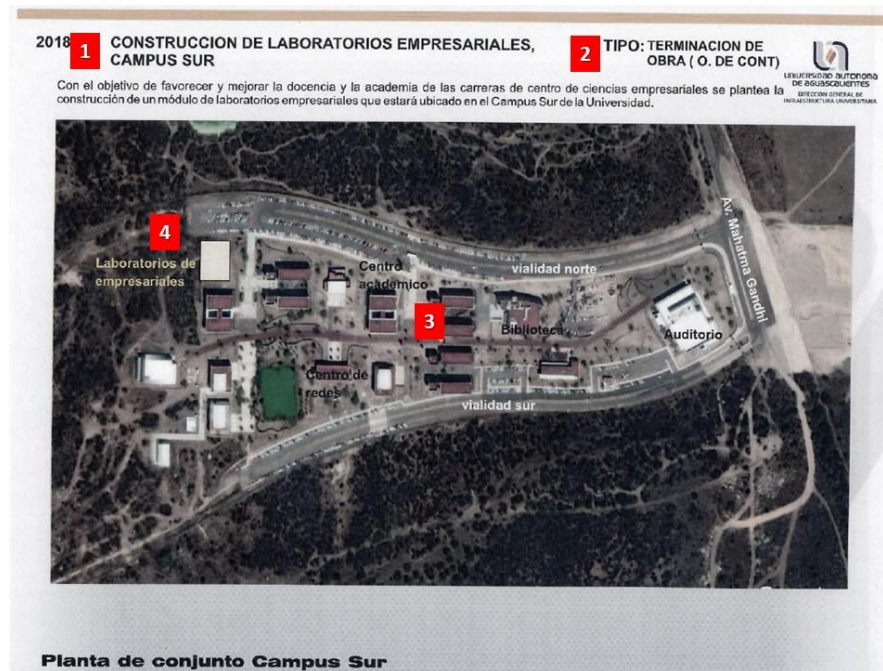 2018 1 CONSTRUCCION DE LABORATORIOS EMPRESARIALES,
CAMPUS SUR
2 TIPO: TERMINACION DE
OBRA ( O. DE CONT)
UNIVERSIDAD AUTONOMA
DE AGUASCALIENTES
DIRECCIÓN GENERAL DE
INFRAESTRUCTURA UNIVERSITARIA
Con el objetivo de favorecer y mejorar la docencia y la academia de las carreras de centro de ciencias empresariales se plantea la
construcción de un módulo de laboratorios empresariales que estará ubicado en el Campus Sur de la Universidad.
Av. Mahatma Gandhi
4
Laboratorios de
empresariales
Centro
academico
vialidad norte
3
Biblioteca
Auditorio
Centro de
redes
vialidad sur
Planta de conjunto Campus Sur